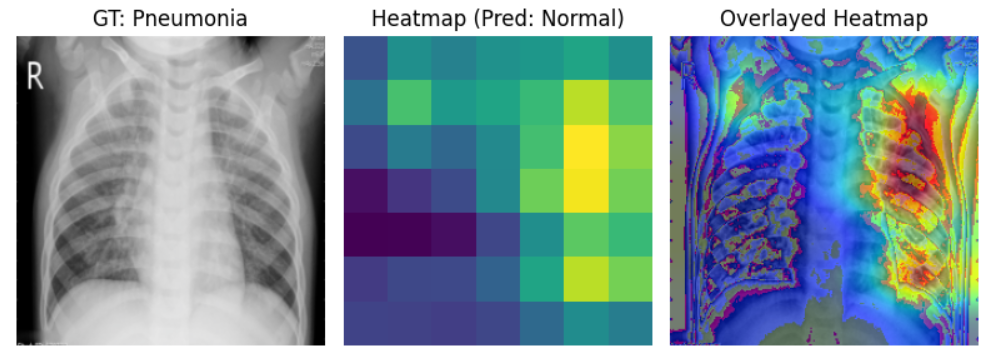 GT: Pneumonia
Heatmap (Pred: Normal)
Overlayed Heatmap
R